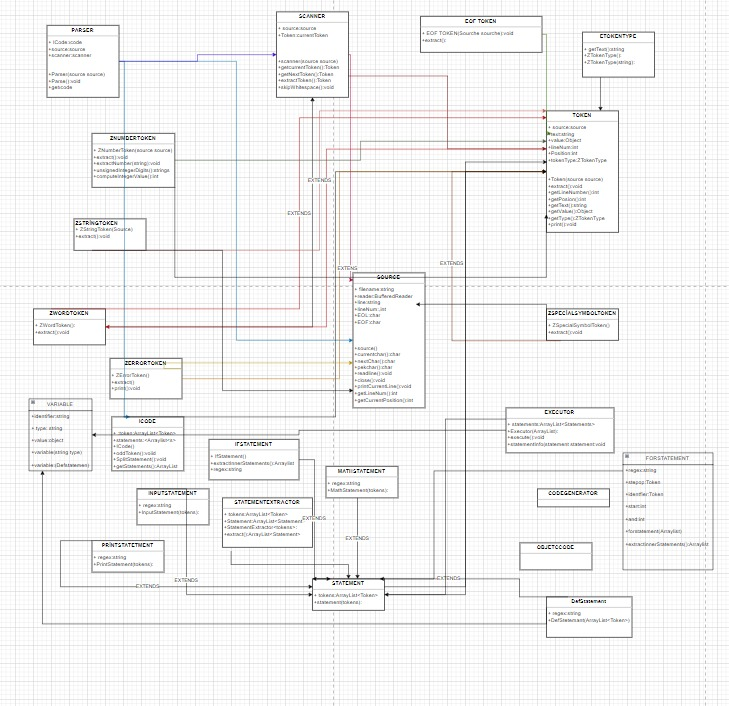 PARSER
+ ICode:icode
+ source:source
+ scanner:scanner
+Parser(source source)
+Parse():void
+ geticode
SCANNER
+ source:source
+ Token:currentToken
+scanner(source source)
+getcurrentToken():Token
+getNextToken():Token
+extractToken():Token
+skipWhitespace():void
EOF TOKEN
+ EOF TOKEN(Sourche sourche):void
+extract():
ETOKENTYPE
+ getText():string
+ZTokenType():
+ZTokenType(string):
TOKEN
+ source:source
+text:string
+ value:Object
+ lineNum:int
+ Position:int
+ tokenType:ZTokenType
+Token(source source)
+extract():void
+getLineNumber():int
+getPosion():int
+getText():string
+getValue():Object
+getType():ZTokenType
+print():void
ZNUMBERTOKEN
+ ZNumberToken(source source)
+extract():void
+extractNumber(string):void
+unsignedIntegerDigits():strings
+computeIntegerValue():int
ZSTRINGTOKEN
+ ZStringToken(Source)
+extract():void
EXTENDS
EXTENDS
EXTENDS
EXTENS
SOURCE
+ filename:string
+ reader:BufferedReader
+ line:string
+ lineNum:int
+ EOL:char
+ EOF:char
+source()
+currentchar():char
+nextChar():char
+pekchar():char
+readline():void
+close():void
+printCurrentLine():void
+getLineNum():int
+getCurrentPosition():int
ZWORDTOKEN
+ ZWordToken():
+extract():void
ZSPECIALSYMBOLTOKEN
+ ZSpecialSymbolToken():
+extract():void
ZERRORTOKEN
+ ZErrorToken()
+extract()
+print():void
VARIABLE
+identifier:string
+ type: string
+value:object
+variable(string type)
+variable (Defstatemen)
ICODE
+ token:ArrayList<Token>
+statements:<Arraylist<s>
+ICode()
+addToken():void
+SplitStatement():void
+getStatements():ArrayList
IFSTATEMENT
+ IfStatement()
+extractInnerStatements():Arraylist
+regex:string
MATHSTATEMENT
+ regex:string
+MathStatement(tokens):
EXECUTOR
+ statements:ArrayList<Statements>
+Executor(Arraylist):
+execute():void
+statementInfo(statement statement:void
FORSTATEMENT
+regex:string
+stepop:Token
+identfier:Token
+start:int
+end:int
+forstatement(Arraylist)
+extractInnerStatements():Arraylist
INPUTSTATEMENT
+ regex:string
+InputStatement(tokens):
STATEMENTEXTRACTOR
+ tokens:ArrayList<Token>
+Statement:ArrayList<Statement
+StatementExtractor<tokens>:
+extract():ArrayList<Statement>
EXTENDS
CODEGENERATOR
EXTENDS
PRINTSTATETMENT
+ regex:string
+PrintStatement(tokens):
OBJETCCODE
EXTENDS
EXTENDS
EXTENDS
STATEMENT
+ tokens:ArrayList<Token>
+statement(tokens):
DefStatement
+ regex:string
+DefStatemant(ArrayList<Token>)